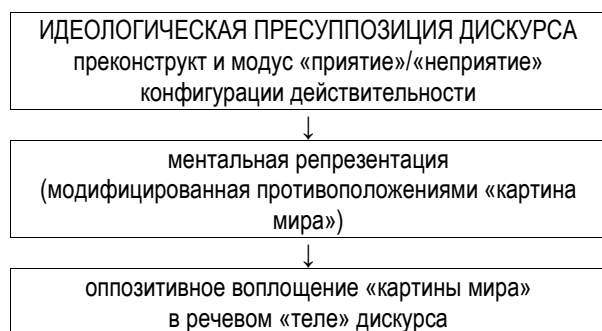 ИДЕОЛОГИЧЕСКАЯ ПРЕСУППОЗИЦИЯ ДИСКУРСА
преконструкт и модус «приятие»/«неприятие»
конфигурации действительности
↓
ментальная репрезентация
(модифицированная противоположениями «картина
мира»)
↓
оппозитивное воплощение «картины мира»
в речевом «теле» дискурса